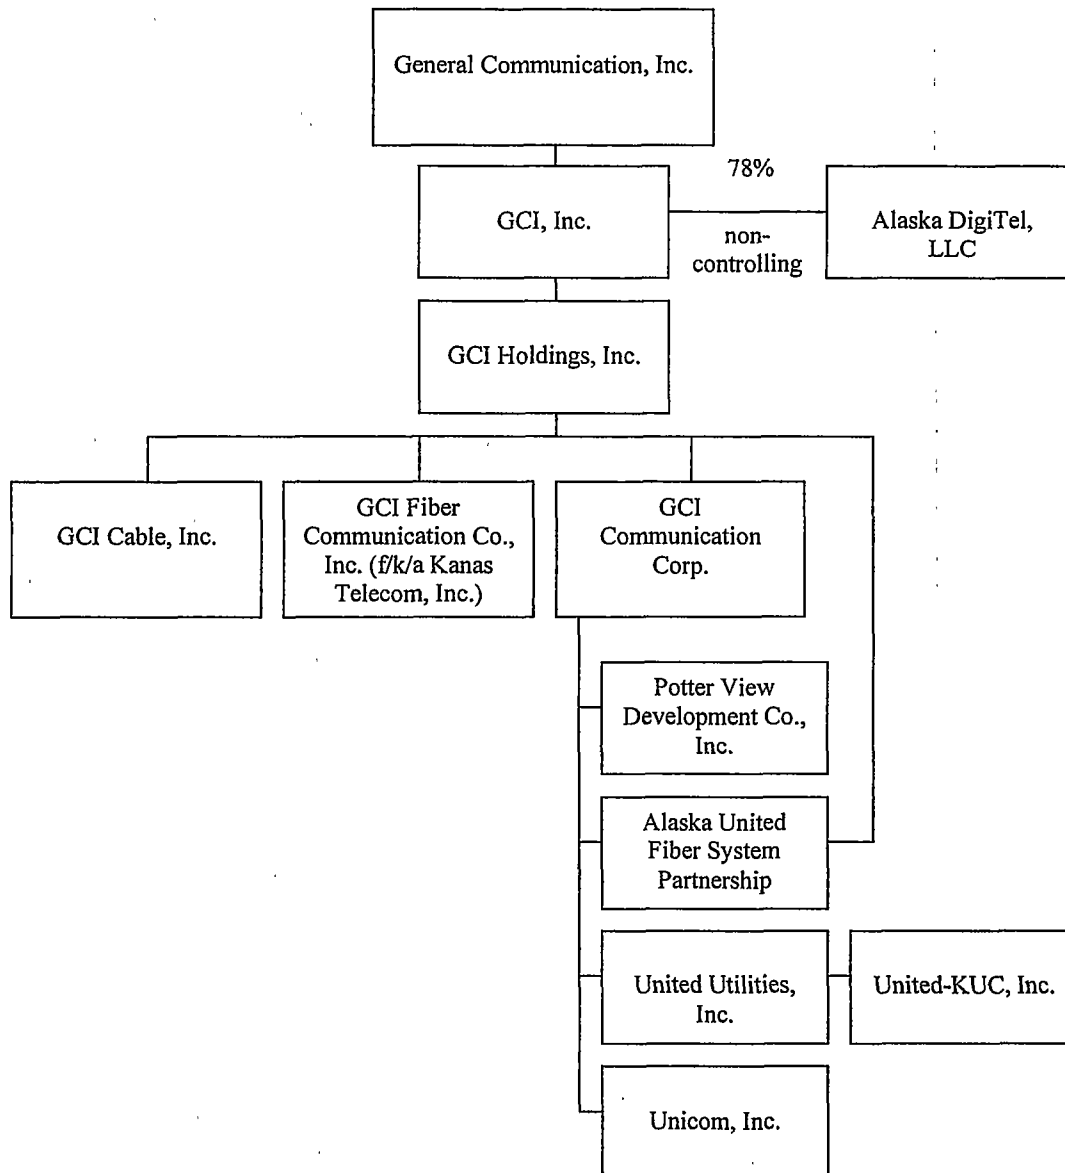 General Communication, Inc.
78%
GCI, Inc.
non-
controlling
Alaska DigiTel,
LLC
GCI Holdings, Inc.
GCI Cable, Inc.
GCI Fiber
Communication Co.,
Inc. (f/k/a Kanas
Telecom, Inc.)
GCI
Communication
Corp.
Potter View
Development Co.,
Inc.
Alaska United
Fiber System
Partnership
United Utilities,
Inc.
United-KUC, Inc.
Unicom, Inc.